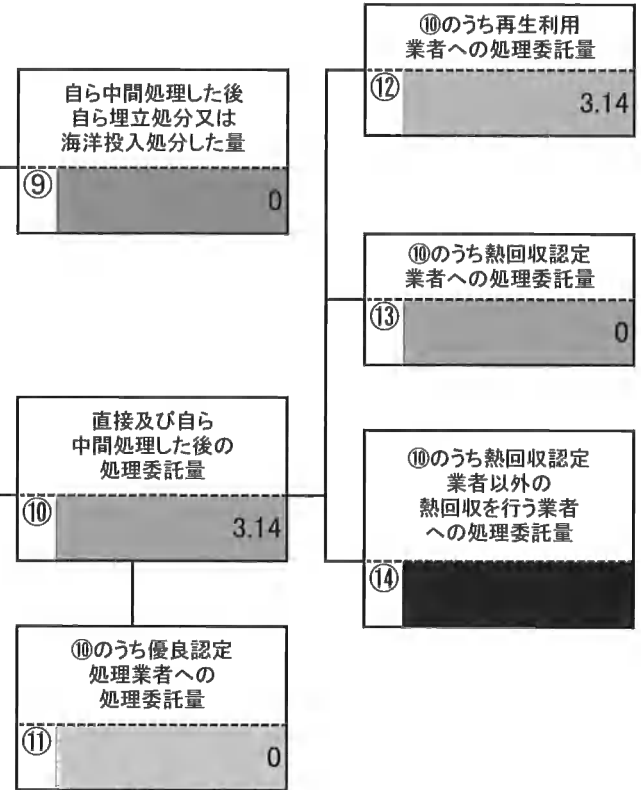 自ら中間処理した後
自ら埋立処分又は
海洋投入処分した量
⑨
0
直接及び自ら
中間処理した後の
処理委託量
⑩
3.14
⑩のうち優良認定
処理業者への
処理委託量
⑪
0
⑩のうち再生利用
業者への処理委託量
⑫
3.14
⑩のうち熱回収認定
業者への処理委託量
⑬
0
⑩のうち熱回収認定
業者以外の
熱回収を行う業者
への処理委託量
⑭